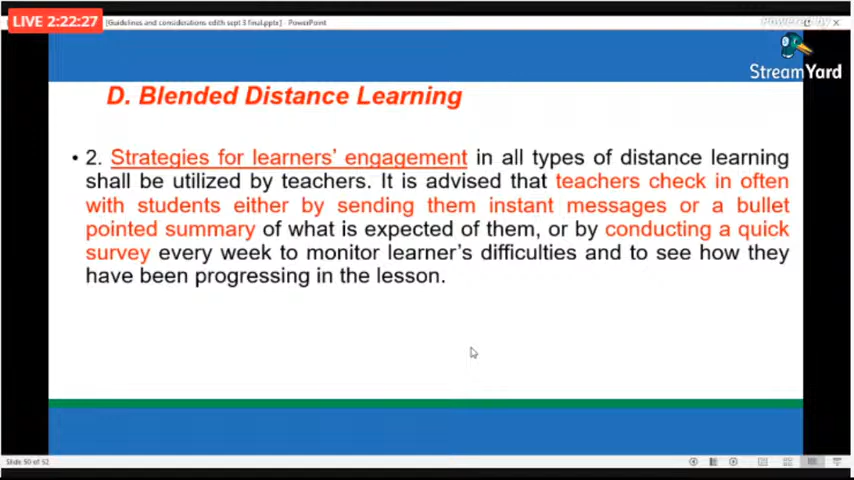 LIVE 2:22:27
[Guidelines and considerations edith sept 3 final.pptx] - PowerPoint
Powered by
StreamYard
D. Blended Distance Learning
• 2. Strategies for learners' engagement in all types of distance learning
shall be utilized by teachers. It is advised that teachers check in often
with students either by sending them instant messages or a bullet
pointed summary of what is expected of them, or by conducting a quick
survey every week to monitor learner's difficulties and to see how they
have been progressing in the lesson.
Slide 50 of 52